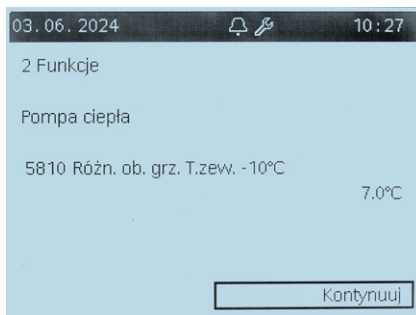 03.06.2024 10:27
2 Funkcje
Pompa ciepła
5810 Różn. ob. grz. T.zew. -10°C
7.0°C
Kontynuuj